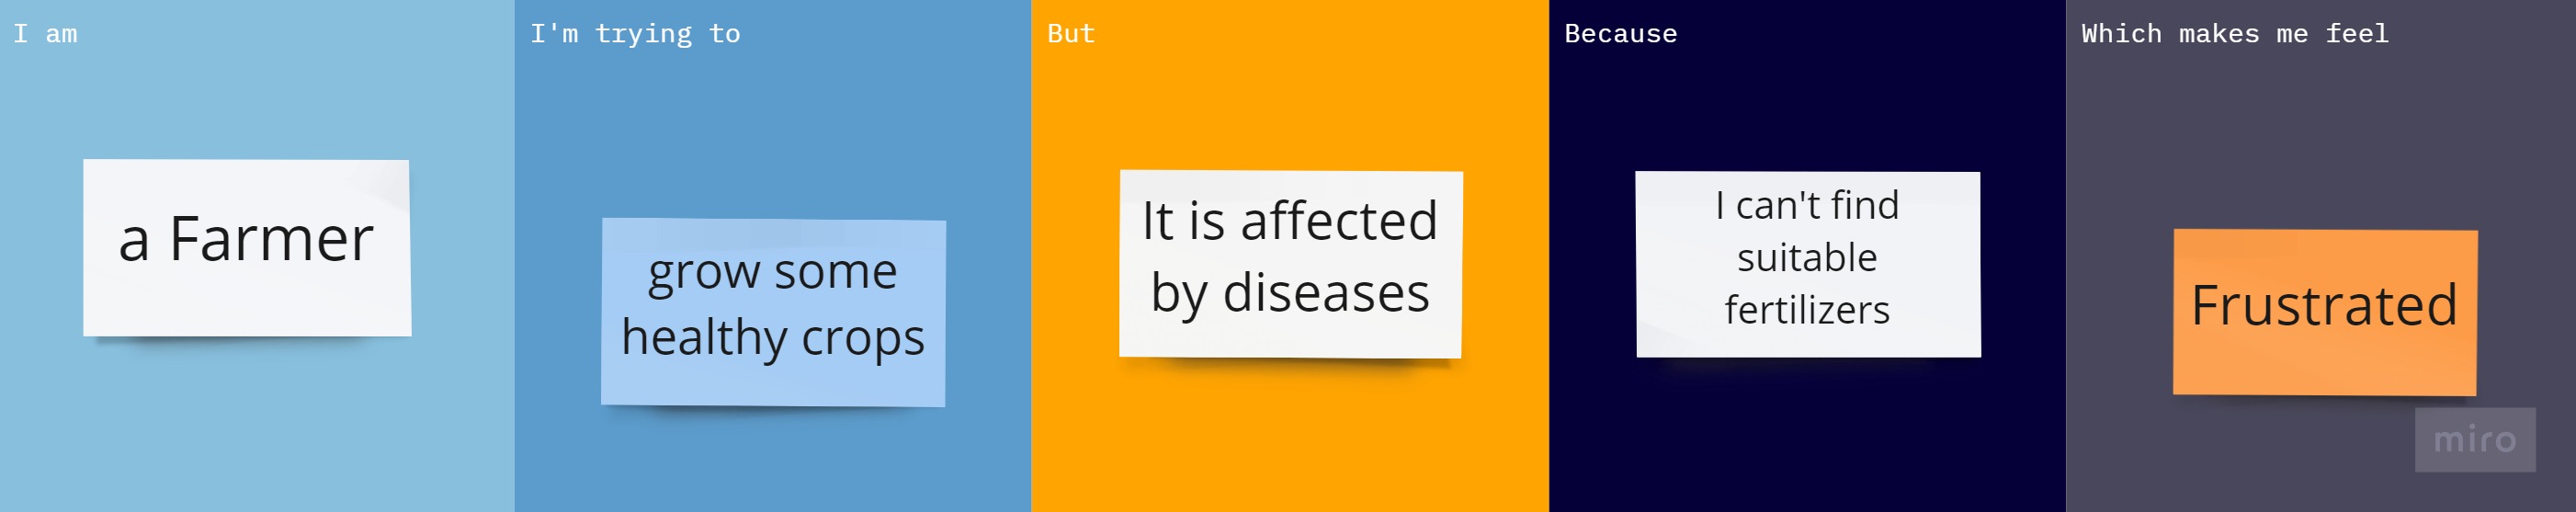 I am
a Farmer
I'm trying to
grow some
healthy crops
But
It is affected
by diseases
Because
I can't find
suitable
fertilizers
Which makes me feel
Frustrated
miro